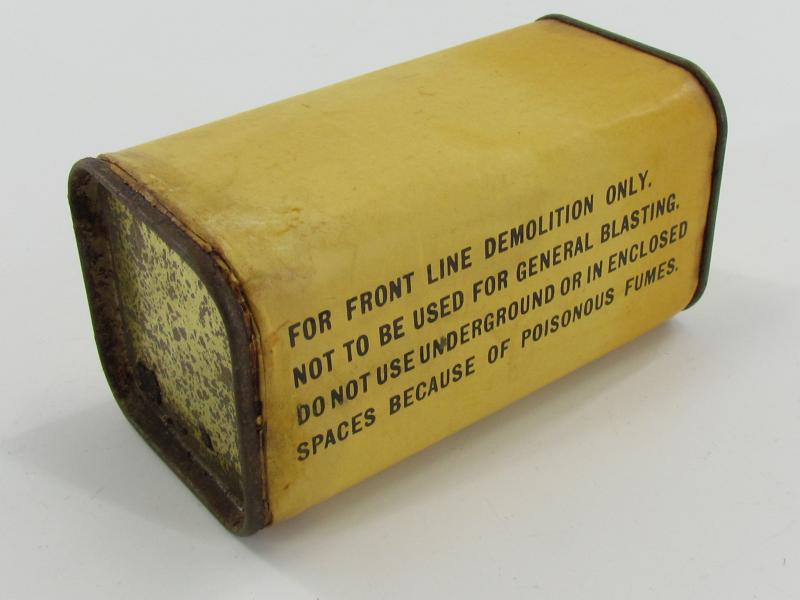 FOR FRONT LINE DEMOLITION ONLY.
NOT TO BE USED FOR GENERAL BLASTING.
DO NOT USE UNDERGROUND OR IN ENCLOSED
SPACES BECAUSE OF POISONOUS FUMES.